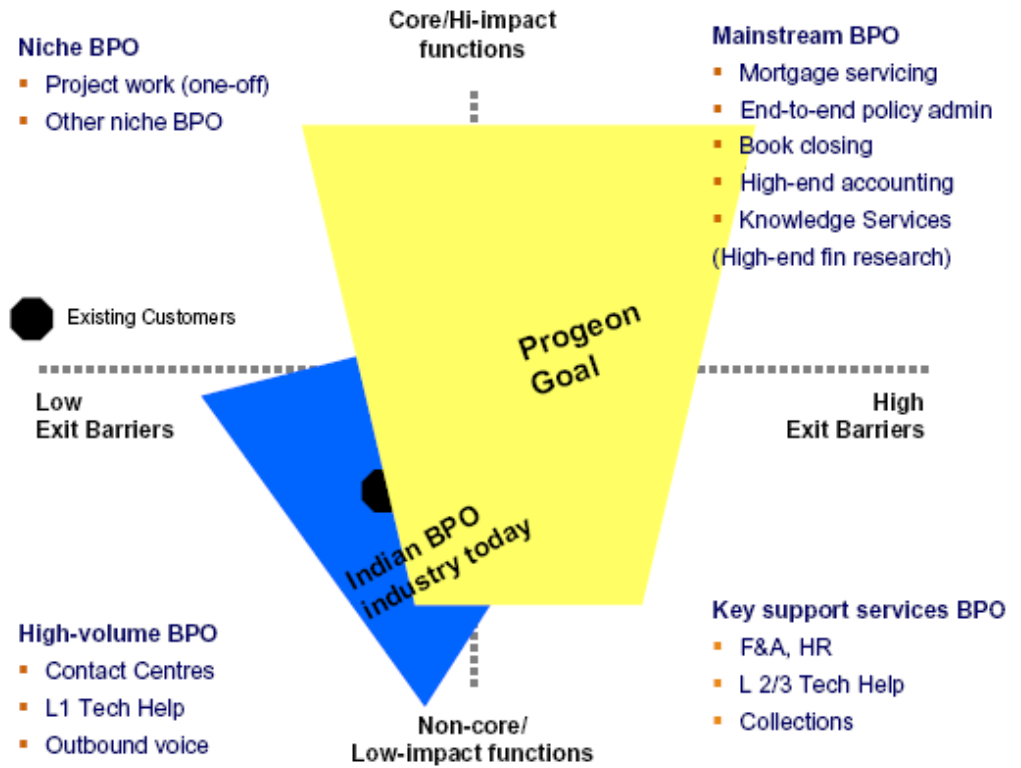 Core/Hi-impact
functions
Niche BPO
Project work (one-off)
Other niche BPO
Mainstream BPO
Mortgage servicing
End-to-end policy admin
Book closing
High-end accounting
Knowledge Services
(High-end fin research)
Existing Customers
Progeon
Goal
Low
Exit Barriers
High
Exit Barriers
Indian BPO
industry today
High-volume BPO
Contact Centres
L1 Tech Help
Outbound voice
Key support services BPO
F&A, HR
L 2/3 Tech Help
Collections
Non-core/
Low-impact functions